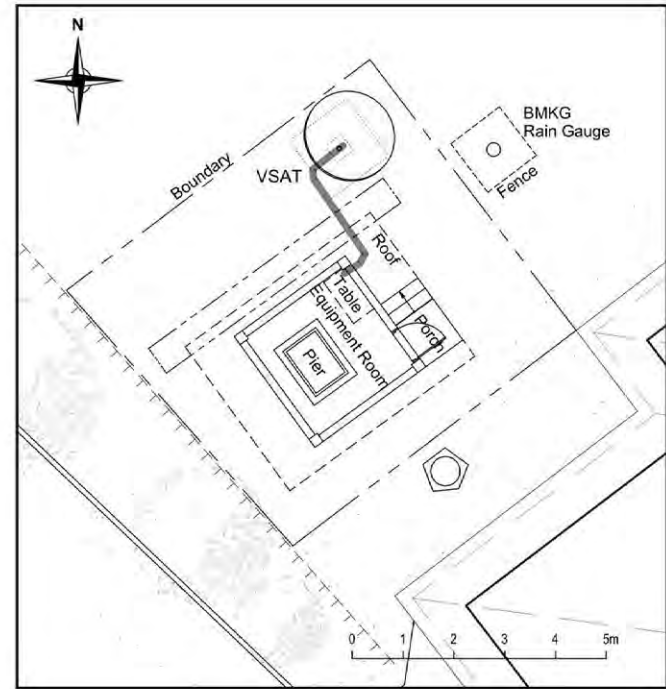 N
BMKG
Rain Gauge
Fence
Boundary
VSAT
Roof
Table
Equipment Room
Porch
Pier
0 1 2 3 4 5m